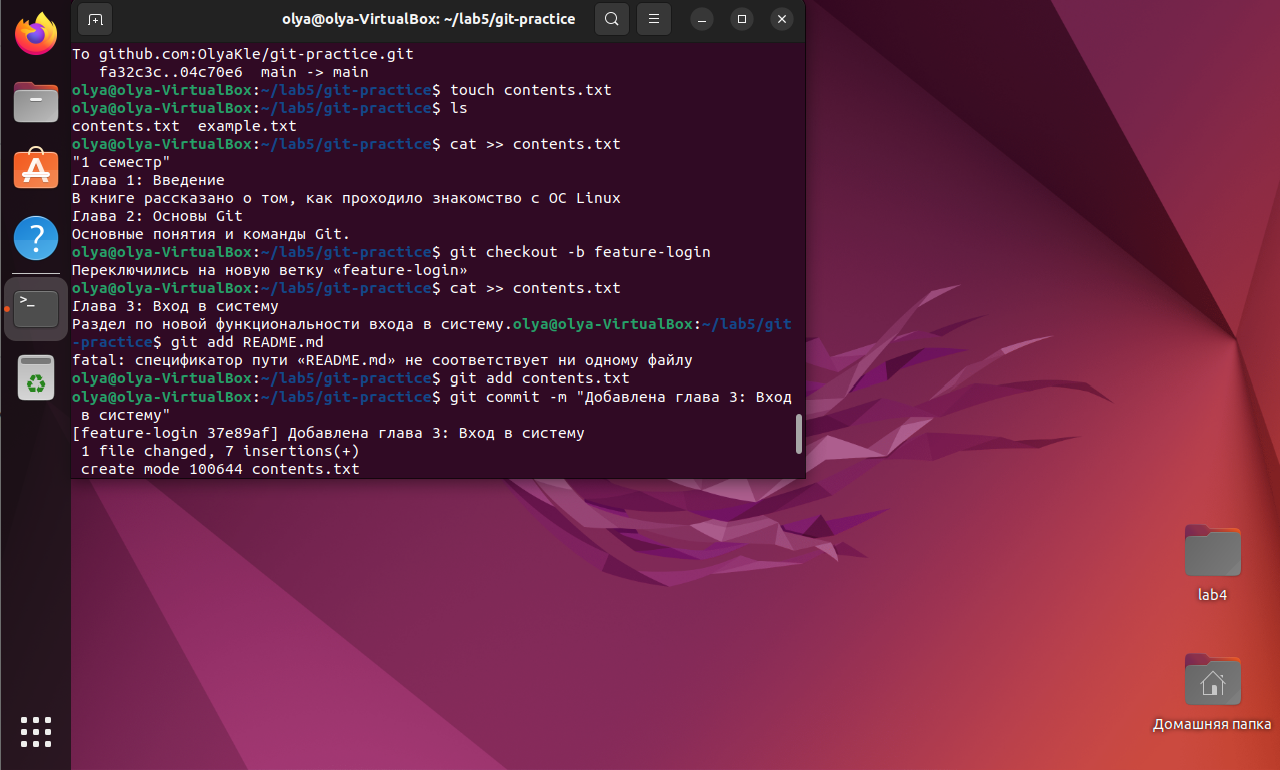 olya@olya-VirtualBox: ~/lab5/git-practice
To github.com:OlyaKle/git-practice.git
   fa32c3c..04c70e6  main -> main
olya@olya-VirtualBox:~/lab5/git-practice$ touch contents.txt
olya@olya-VirtualBox:~/lab5/git-practice$ ls
contents.txt  example.txt
olya@olya-VirtualBox:~/lab5/git-practice$ cat >> contents.txt
"1 семестр"
Глава 1: Введение
В книге рассказано о том, как проходило знакомство с ОС Linux
Глава 2: Основы Git
Основные понятия и команды Git.
olya@olya-VirtualBox:~/lab5/git-practice$ git checkout -b feature-login
Переключились на новую ветку «feature-login»
olya@olya-VirtualBox:~/lab5/git-practice$ cat >> contents.txt
Глава 3: Вход в систему
Раздел по новой функциональности входа в систему.olya@olya-VirtualBox:~/lab5/git
-practice$ git add README.md
fatal: спецификатор пути «README.md» не соответствует ни одному файлу
olya@olya-VirtualBox:~/lab5/git-practice$ git add contents.txt
olya@olya-VirtualBox:~/lab5/git-practice$ git commit -m "Добавлена глава 3: Вход
 в систему"
[feature-login 37e89af] Добавлена глава 3: Вход в систему
 1 file changed, 7 insertions(+)
 create mode 100644 contents.txt
lab4
Домашняя папка